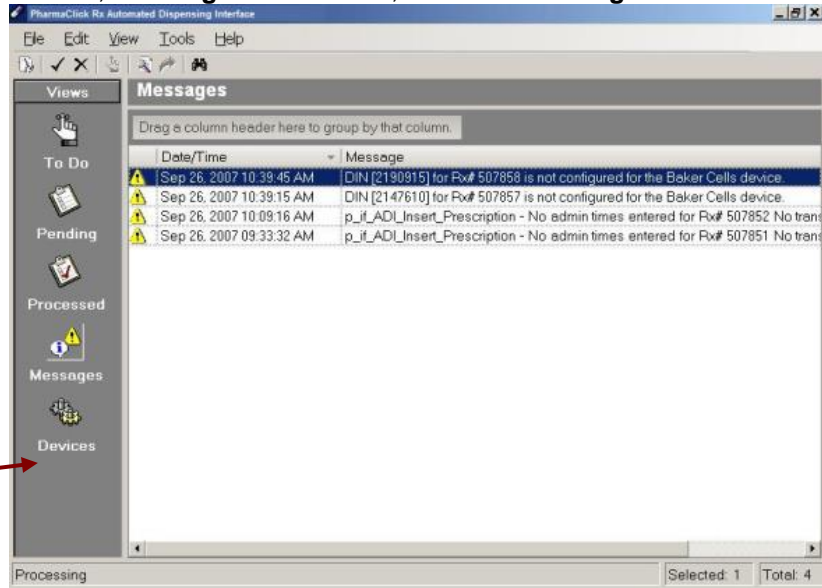 PharmaClick Rx Automated Dispensing Interface
File Edit View Tools Help
Views
Messages
Drag a column header here to group by that column.
Date/Time Message
Sep 26, 2007 10:39:45 AM DIN [2190915] for Rx# 507858 is not configured for the Baker Cells device.
Sep 26, 2007 10:39:15 AM DIN [2147610] for Rx# 507857 is not configured for the Baker Cells device.
Sep 26, 2007 10:09:16 AM p_if_ADI_Insert_Prescription - No admin times entered for Rx# 507852 No trans
Sep 26, 2007 09:33:32 AM p_if_ADI_Insert_Prescription - No admin times entered for Rx# 507851 No trans
To Do
Pending
Processed
Messages
Devices
Processing Selected: 1 Total: 4